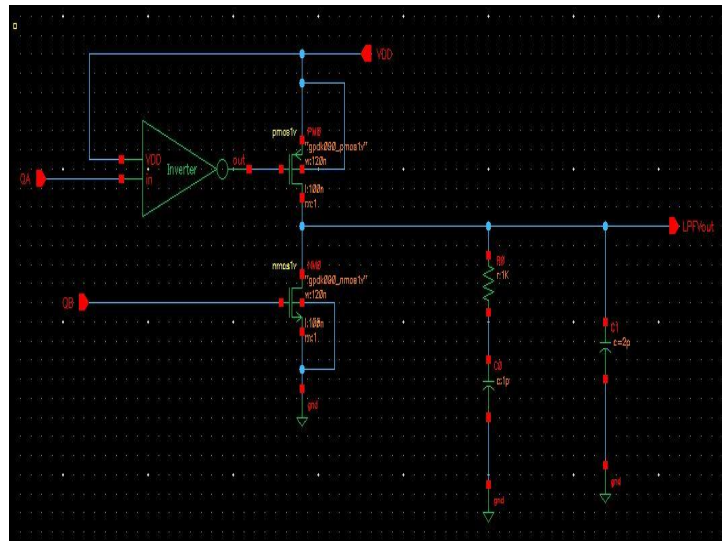 VDD
pmos1v
PM0
"gpdk090_pmos1v"
w:120n
l:100n
m:1
VDD
Inverter
out
in
QA
LPFVout
nmos1v
NM0
"gpdk090_nmos1v"
w:120n
l:100n
m:1
QB
gnd
R0
r:1K
C0
c:1p
gnd
C1
c=2p
gnd